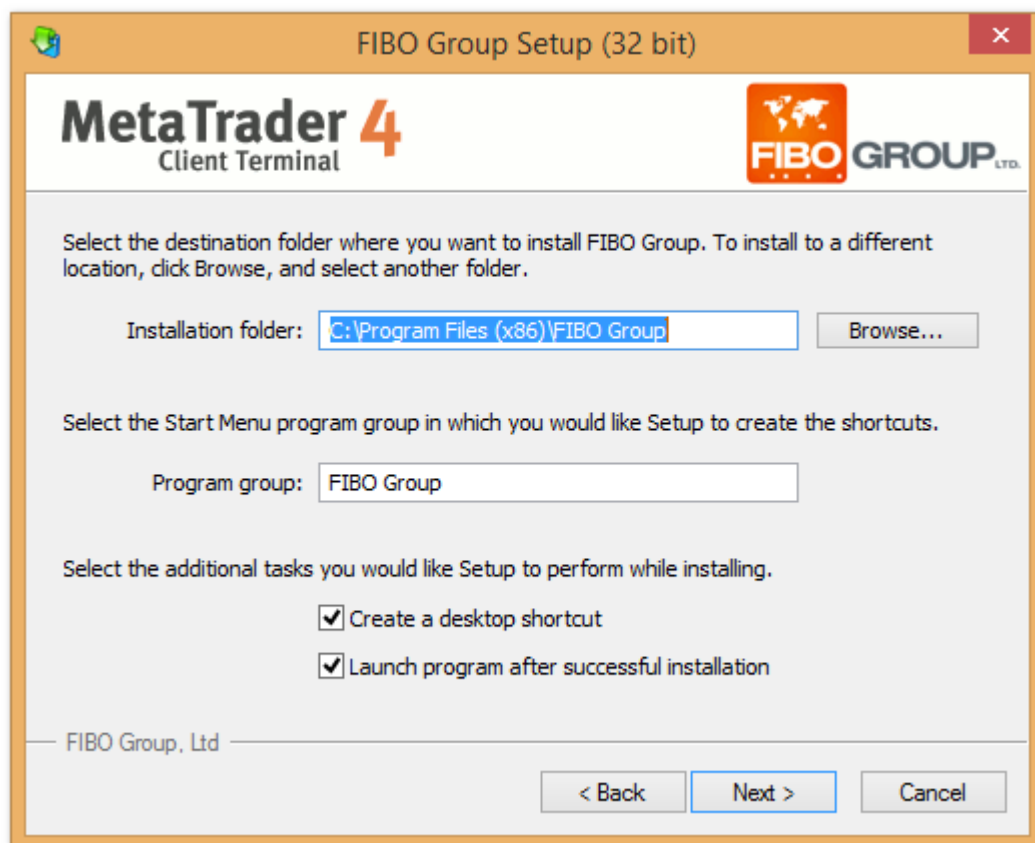 FIBO Group Setup (32 bit)
MetaTrader 4
Client Terminal
FIBO GROUP LTD.
Select the destination folder where you want to install FIBO Group. To install to a different
location, click Browse, and select another folder.
Installation folder: C:\Program Files (x86)\FIBO Group Browse...
Select the Start Menu program group in which you would like Setup to create the shortcuts.
Program group: FIBO Group
Select the additional tasks you would like Setup to perform while installing.
Create a desktop shortcut
Launch program after successful installation
FIBO Group, Ltd
< Back Next > Cancel